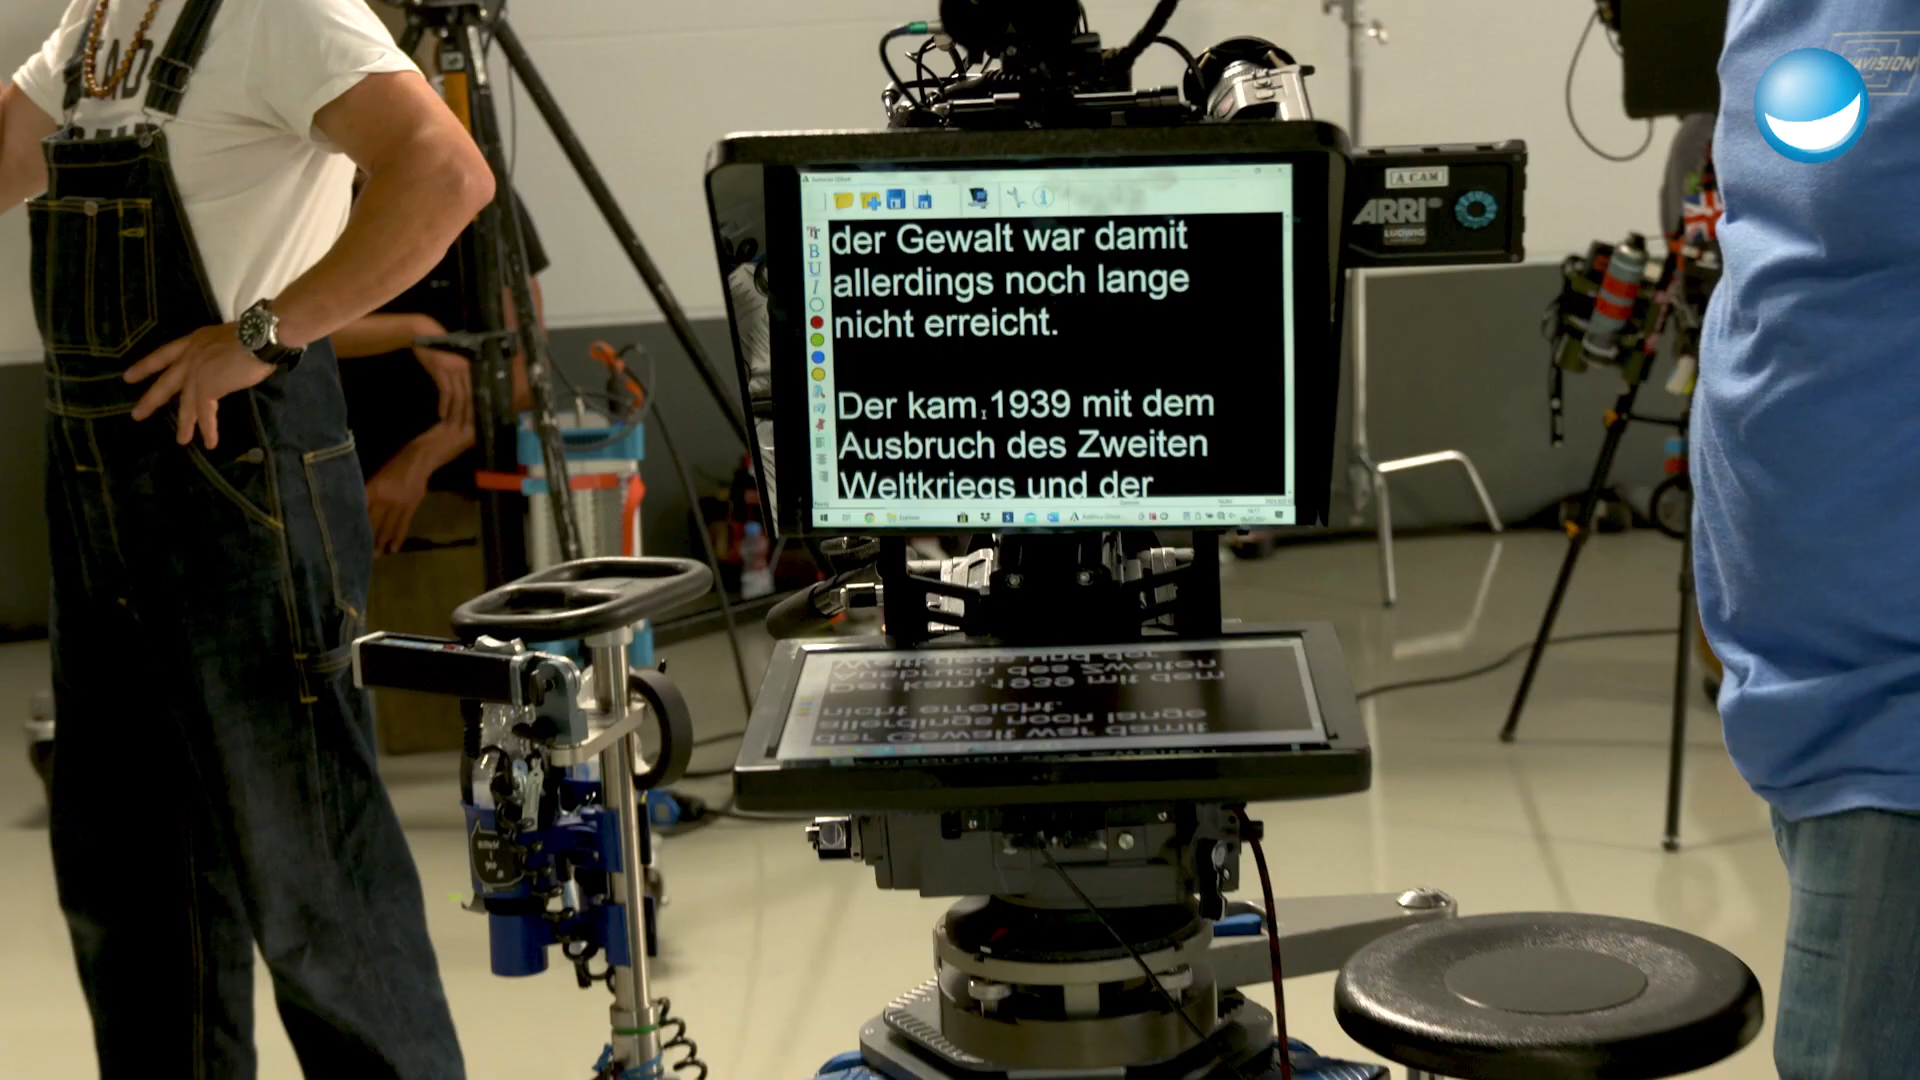 der Gewalt war damit
allerdings noch lange
nicht erreicht.
Der kam 1939 mit dem
Ausbruch des Zweiten
Weltkriegs und der
A CAM
ARRI
LUDWIG